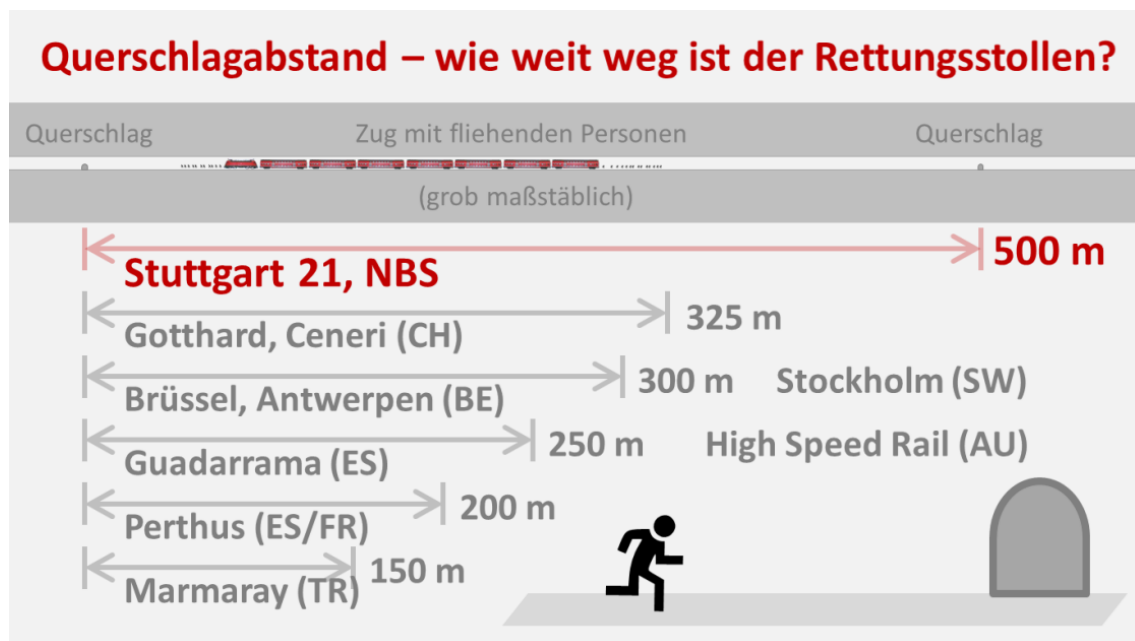 Querschlagabstand – wie weit weg ist der Rettungsstollen?
Querschlag Zug mit fliehenden Personen Querschlag
(grob maßstäblich)
500 m
Stuttgart 21, NBS
325 m
Gotthard, Ceneri (CH)
300 m Stockholm (SW)
Brüssel, Antwerpen (BE)
250 m High Speed Rail (AU)
Guadarrama (ES)
200 m
Perthus (ES/FR)
150 m
Marmaray (TR)